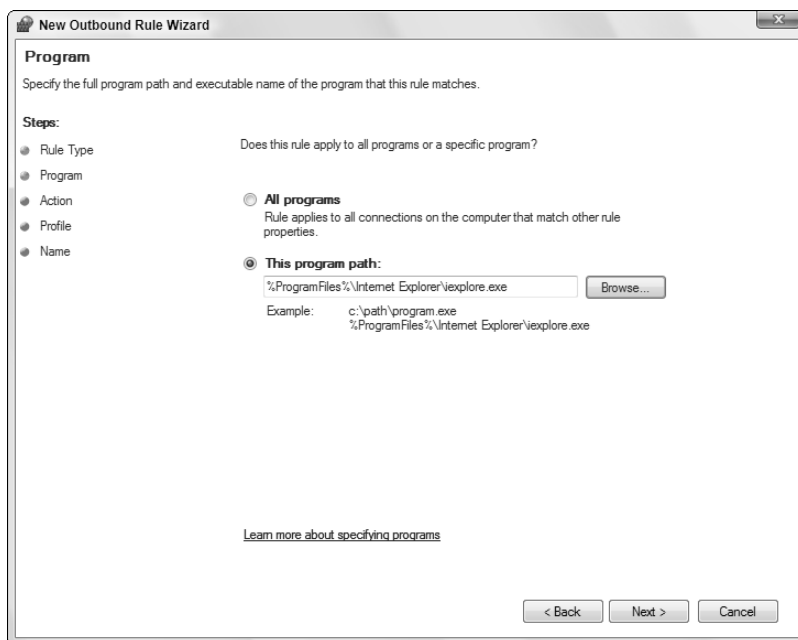 New Outbound Rule Wizard
Program
Specify the full program path and executable name of the program that this rule matches.
Steps:
Rule Type
Program
Action
Profile
Name
Does this rule apply to all programs or a specific program?
All programs
Rule applies to all connections on the computer that match other rule
properties.
This program path:
%ProgramFiles%\Internet Explorer\iexplore.exe
Browse...
Example: c:\path\program.exe
%ProgramFiles%\Internet Explorer\iexplore.exe
Learn more about specifying programs
< Back Next > Cancel